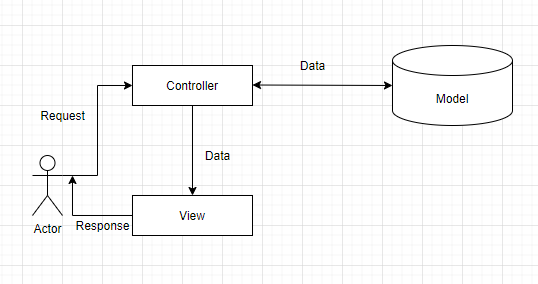 Data
Controller
Model
Request
Data
View
Actor
Response